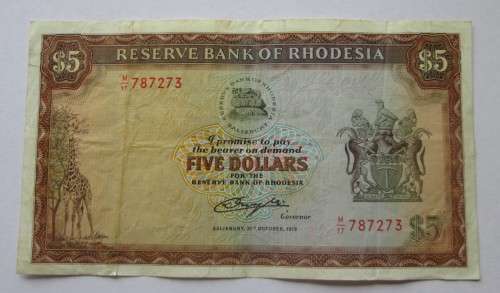 RESERVE BANK OF RHODESIA
$5
$5
M/17 787273
I promise to pay
the bearer on demand
FIVE DOLLARS
FOR THE
RESERVE BANK OF RHODESIA
Governor
M/17 787273
$5